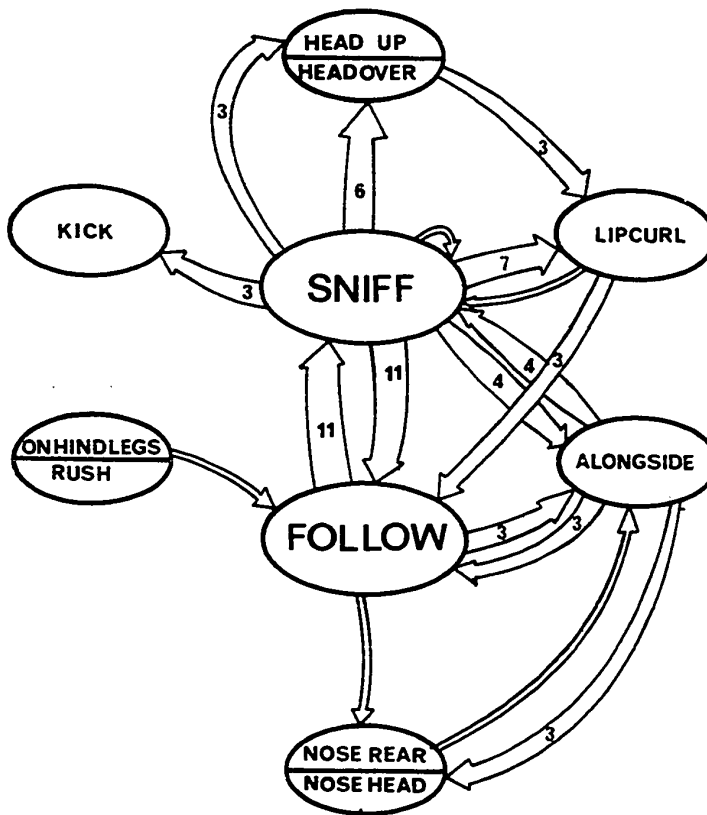 HEAD UP
HEADOVER
3
3
6
KICK
LIPCURL
7
SNIFF
3
3
4
4
11
11
ONHINDLEGS
RUSH
ALONGSIDE
FOLLOW
3
3
3
NOSE REAR
NOSE HEAD